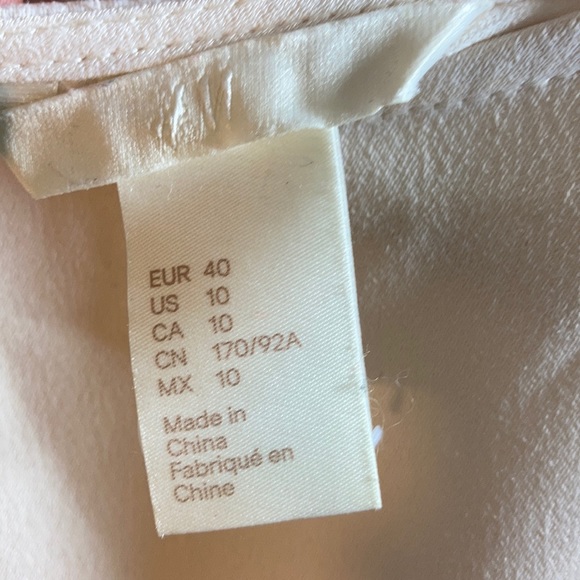 EUR 40
US 10
CA 10
CN 170/92A
MX 10
Made in
China
Fabriqué en
Chine